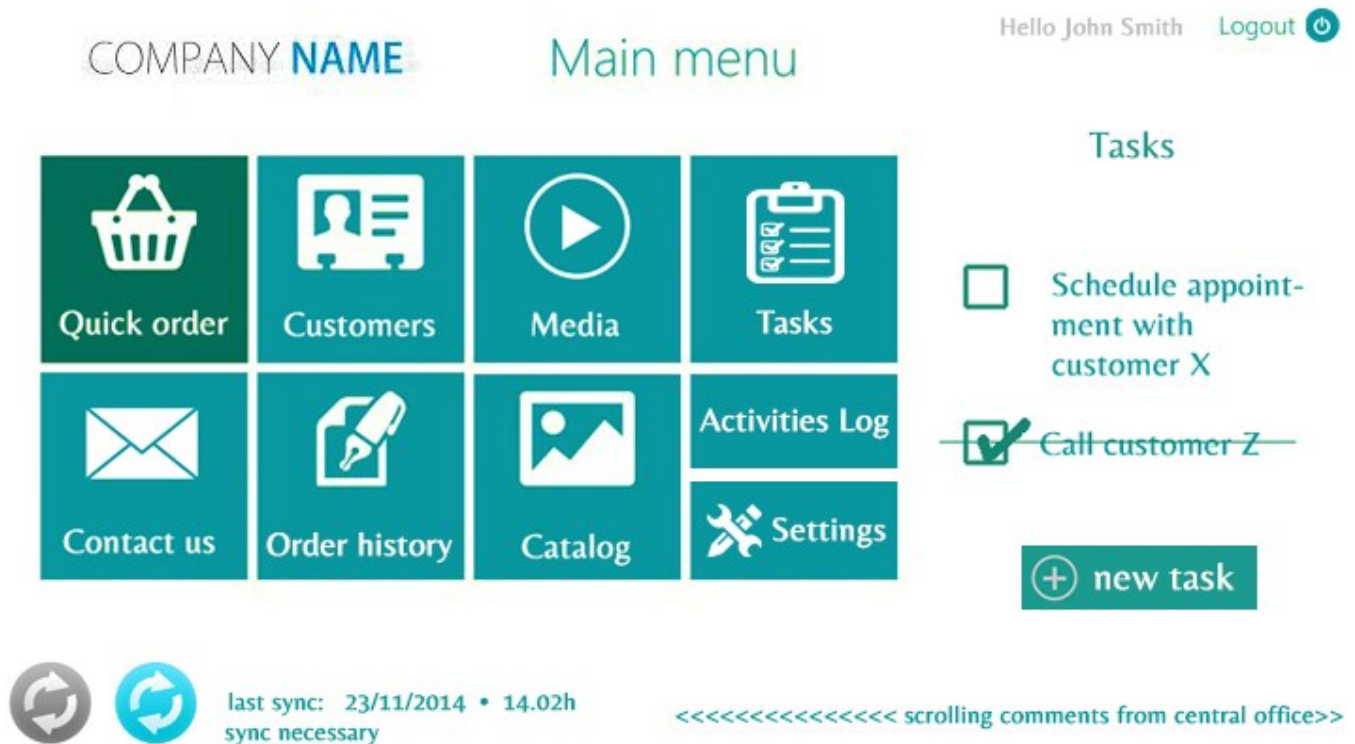 Hello John Smith Logout
COMPANY NAME Main menu
Tasks
Quick order
Customers
Media
Tasks
Schedule appoint-
ment with
customer X
Call customer Z
Contact us
Order history
Catalog
Activities Log
Settings
new task
last sync: 23/11/2014 • 14.02h
sync necessary
<<<<<<<<<<<<<<< scrolling comments from central office>>